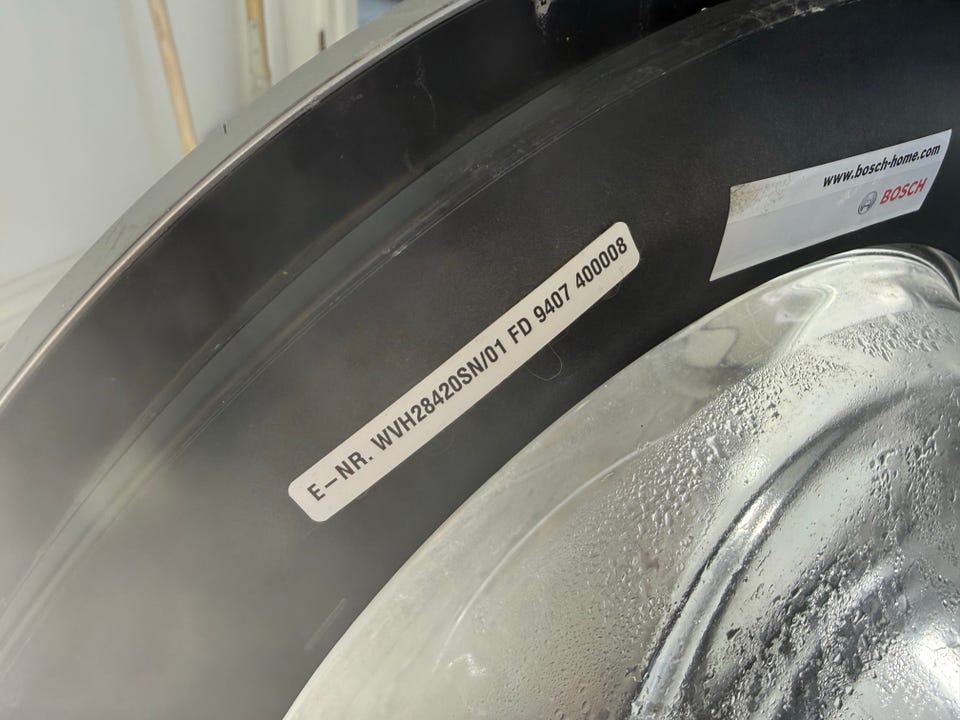 www.bosch-home.com
BOSCH
E-NR. WVH28420SN/01 FD 9407 400008